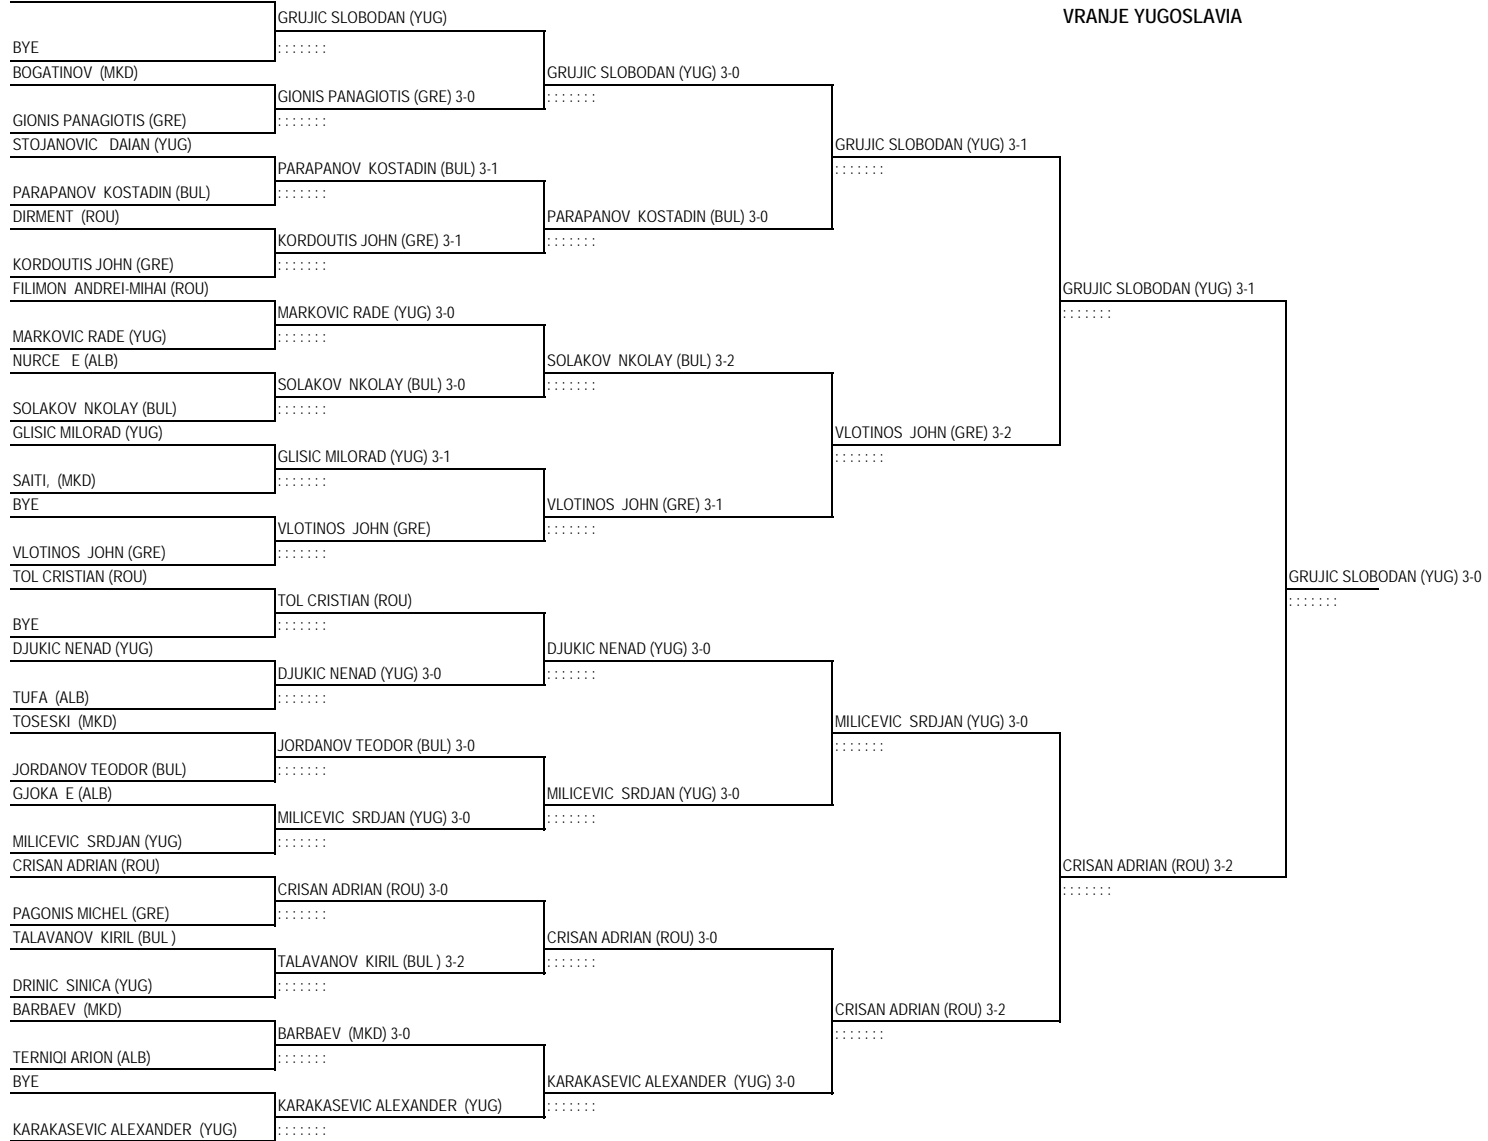 GRUJIC SLOBODAN (YUG)
VRANJE YUGOSLAVIA
BYE
: : : : : : :
BOGATINOV (MKD)
GRUJIC SLOBODAN (YUG) 3-0
GIONIS PANAGIOTIS (GRE) 3-0
: : : : : : :
GIONIS PANAGIOTIS (GRE)
: : : : : : :
STOJANOVIC DAIAN (YUG)
GRUJIC SLOBODAN (YUG) 3-1
PARAPANOV KOSTADIN (BUL) 3-1
: : : : : : :
PARAPANOV KOSTADIN (BUL)
: : : : : : :
DIRMENT (ROU)
PARAPANOV KOSTADIN (BUL) 3-0
KORDOUTIS JOHN (GRE) 3-1
: : : : : : :
KORDOUTIS JOHN (GRE)
: : : : : : :
FILIMON ANDREI-MIHAI (ROU)
GRUJIC SLOBODAN (YUG) 3-1
MARKOVIC RADE (YUG) 3-0
: : : : : : :
MARKOVIC RADE (YUG)
: : : : : : :
NURCE E (ALB)
SOLAKOV NKOLAY (BUL) 3-2
SOLAKOV NKOLAY (BUL) 3-0
: : : : : : :
SOLAKOV NKOLAY (BUL)
: : : : : : :
GLISIC MILORAD (YUG)
VLOTINOS JOHN (GRE) 3-2
GLISIC MILORAD (YUG) 3-1
: : : : : : :
SAITI, (MKD)
: : : : : : :
BYE
VLOTINOS JOHN (GRE) 3-1
VLOTINOS JOHN (GRE)
: : : : : : :
VLOTINOS JOHN (GRE)
: : : : : : :
TOL CRISTIAN (ROU)
GRUJIC SLOBODAN (YUG) 3-0
TOL CRISTIAN (ROU)
: : : : : : :
BYE
: : : : : : :
DJUKIC NENAD (YUG)
DJUKIC NENAD (YUG) 3-0
DJUKIC NENAD (YUG) 3-0
: : : : : : :
TUFA (ALB)
: : : : : : :
TOSESKI (MKD)
MILICEVIC SRDJAN (YUG) 3-0
JORDANOV TEODOR (BUL) 3-0
: : : : : : :
JORDANOV TEODOR (BUL)
: : : : : : :
GJOKA E (ALB)
MILICEVIC SRDJAN (YUG) 3-0
MILICEVIC SRDJAN (YUG) 3-0
: : : : : : :
MILICEVIC SRDJAN (YUG)
: : : : : : :
CRISAN ADRIAN (ROU)
CRISAN ADRIAN (ROU) 3-2
CRISAN ADRIAN (ROU) 3-0
: : : : : : :
PAGONIS MICHEL (GRE)
: : : : : : :
TALAVANOV KIRIL (BUL )
CRISAN ADRIAN (ROU) 3-0
TALAVANOV KIRIL (BUL ) 3-2
: : : : : : :
DRINIC SINICA (YUG)
: : : : : : :
BARBAEV (MKD)
CRISAN ADRIAN (ROU) 3-2
BARBAEV (MKD) 3-0
: : : : : : :
TERNIQI ARION (ALB)
: : : : : : :
BYE
KARAKASEVIC ALEXANDER (YUG) 3-0
KARAKASEVIC ALEXANDER (YUG)
: : : : : : :
KARAKASEVIC ALEXANDER (YUG)
: : : : : : :